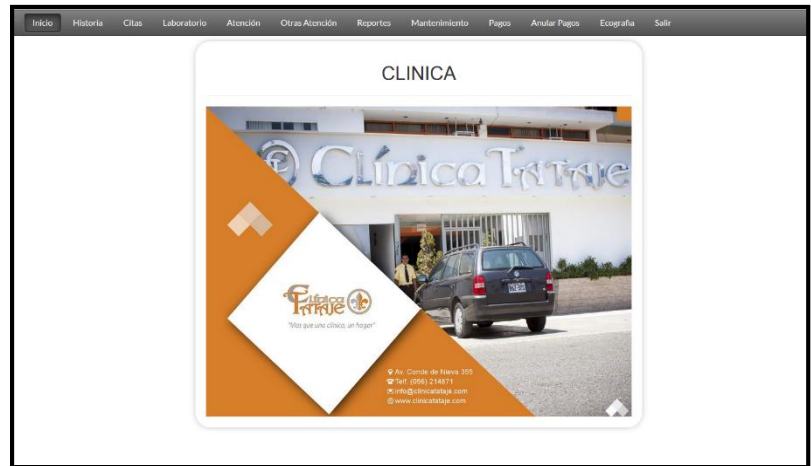 Inicio Historia Citas Laboratorio Atención Otras Atención Reportes Mantenimiento Pagos Anular Pagos Ecografia Salir
CLINICA
Clínica Tataje
Clínica
Tataje
"Mas que una clínica, un hogar"
Av. Conde de Nieva 355
Telf. (056) 214871
info@clinicatataje.com
www.clinicatataje.com